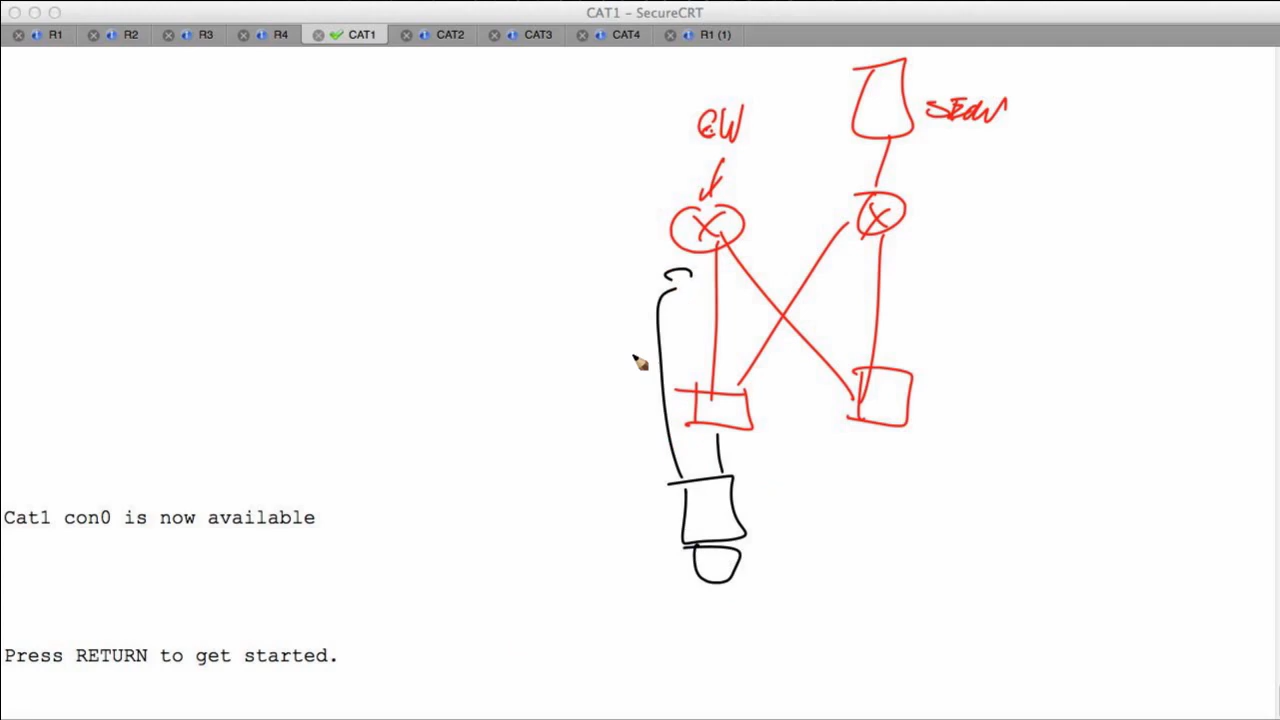 CAT1 – SecureCRT
R1 R2 R3 R4 CAT1 CAT2 CAT3 CAT4 R1 (1)
GW
Cat1 con0 is now available
Press RETURN to get started.